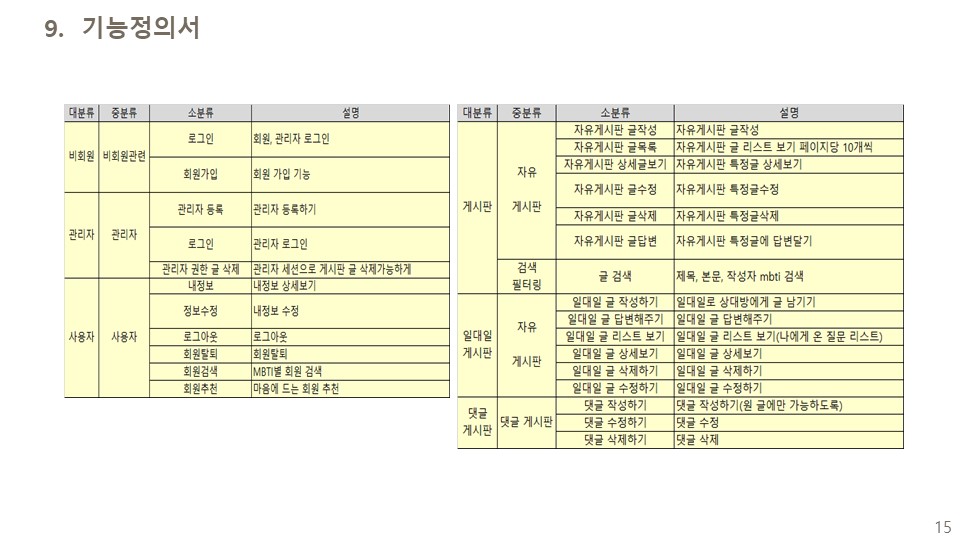 9. 기능정의서
대분류 중분류 소분류 설명
비회원 비회원관련 로그인 회원, 관리자 로그인
회원가입 회원 가입 기능
관리자 관리자 관리자 등록 관리자 등록하기
로그인 관리자 로그인
관리자 권한 글 삭제 관리자 세션으로 게시판 글 삭제가능하게
사용자 사용자 내정보 내정보 상세보기
정보수정 내정보 수정
로그아웃 로그아웃
회원탈퇴 회원탈퇴
회원검색 MBTI별 회원 검색
회원추천 마음에 드는 회원 추천
대분류 중분류 소분류 설명
게시판 자유 게시판 자유게시판 글작성 자유게시판 글작성
자유게시판 글목록 자유게시판 글 리스트 보기 페이지당 10개씩
자유게시판 상세글보기 자유게시판 특정글 상세보기
자유게시판 글수정 자유게시판 특정글수정
자유게시판 글삭제 자유게시판 특정글삭제
자유게시판 글답변 자유게시판 특정글에 답변달기
검색 필터링 글 검색 제목, 본문, 작성자 mbti 검색
일대일 게시판 자유 게시판 일대일 글 작성하기 일대일로 상대방에게 글 남기기
일대일 글 답변해주기 일대일 글 답변해주기
일대일 글 리스트 보기 일대일 글 리스트 보기(나에게 온 질문 리스트)
일대일 글 상세보기 일대일 글 상세보기
일대일 글 삭제하기 일대일 글 삭제하기
일대일 글 수정하기 일대일 글 수정하기
댓글 게시판 댓글 게시판 댓글 작성하기 댓글 작성하기(원 글에만 가능하도록)
댓글 수정하기 댓글 수정
댓글 삭제하기 댓글 삭제
15